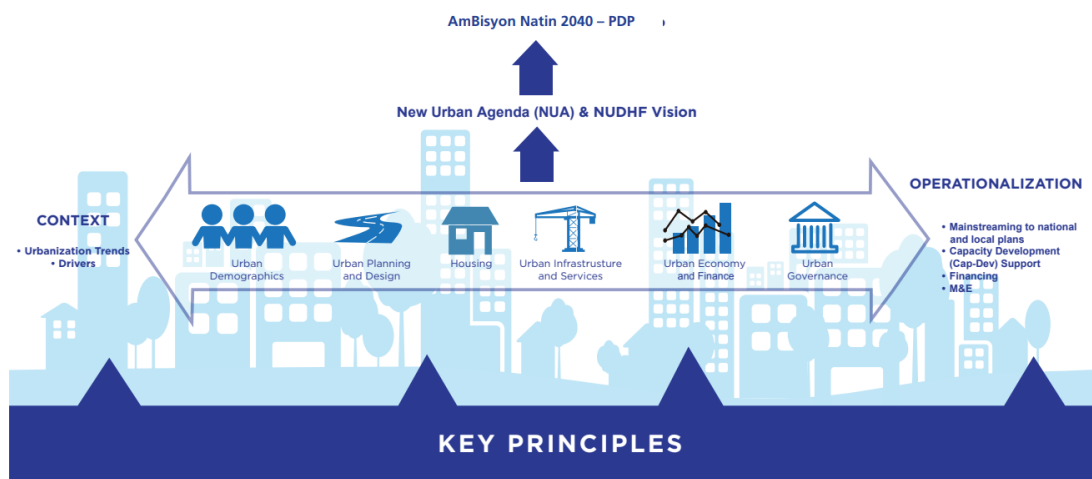 AmBisyon Natin 2040 – PDP
New Urban Agenda (NUA) & NUDHF Vision
CONTEXT
• Urbanization Trends
• Drivers
Urban
Demographics
Urban Planning
and Design
Housing
Urban Infrastructure
and Services
Urban Economy
and Finance
Urban
Governance
OPERATIONALIZATION
• Mainstreaming to national
and local plans
• Capacity Development
(Cap-Dev) Support
• Financing
• M&E
KEY PRINCIPLES